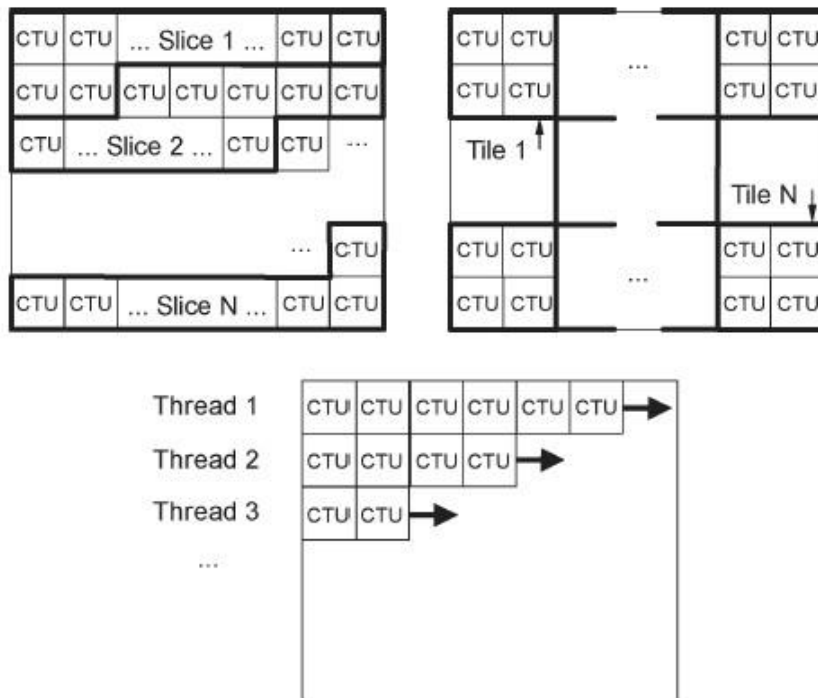 CTU CTU ... Slice 1 ... CTU CTU
CTU CTU CTU CTU CTU CTU CTU
CTU ... Slice 2 ... CTU CTU ...
... CTU
CTU CTU ... Slice N ... CTU CTU
CTU CTU ... CTU CTU
CTU CTU CTU CTU
Tile 1
Tile N
CTU CTU ... CTU CTU
CTU CTU CTU CTU
Thread 1 CTU CTU CTU CTU CTU CTU
Thread 2 CTU CTU CTU CTU
Thread 3 CTU CTU
...